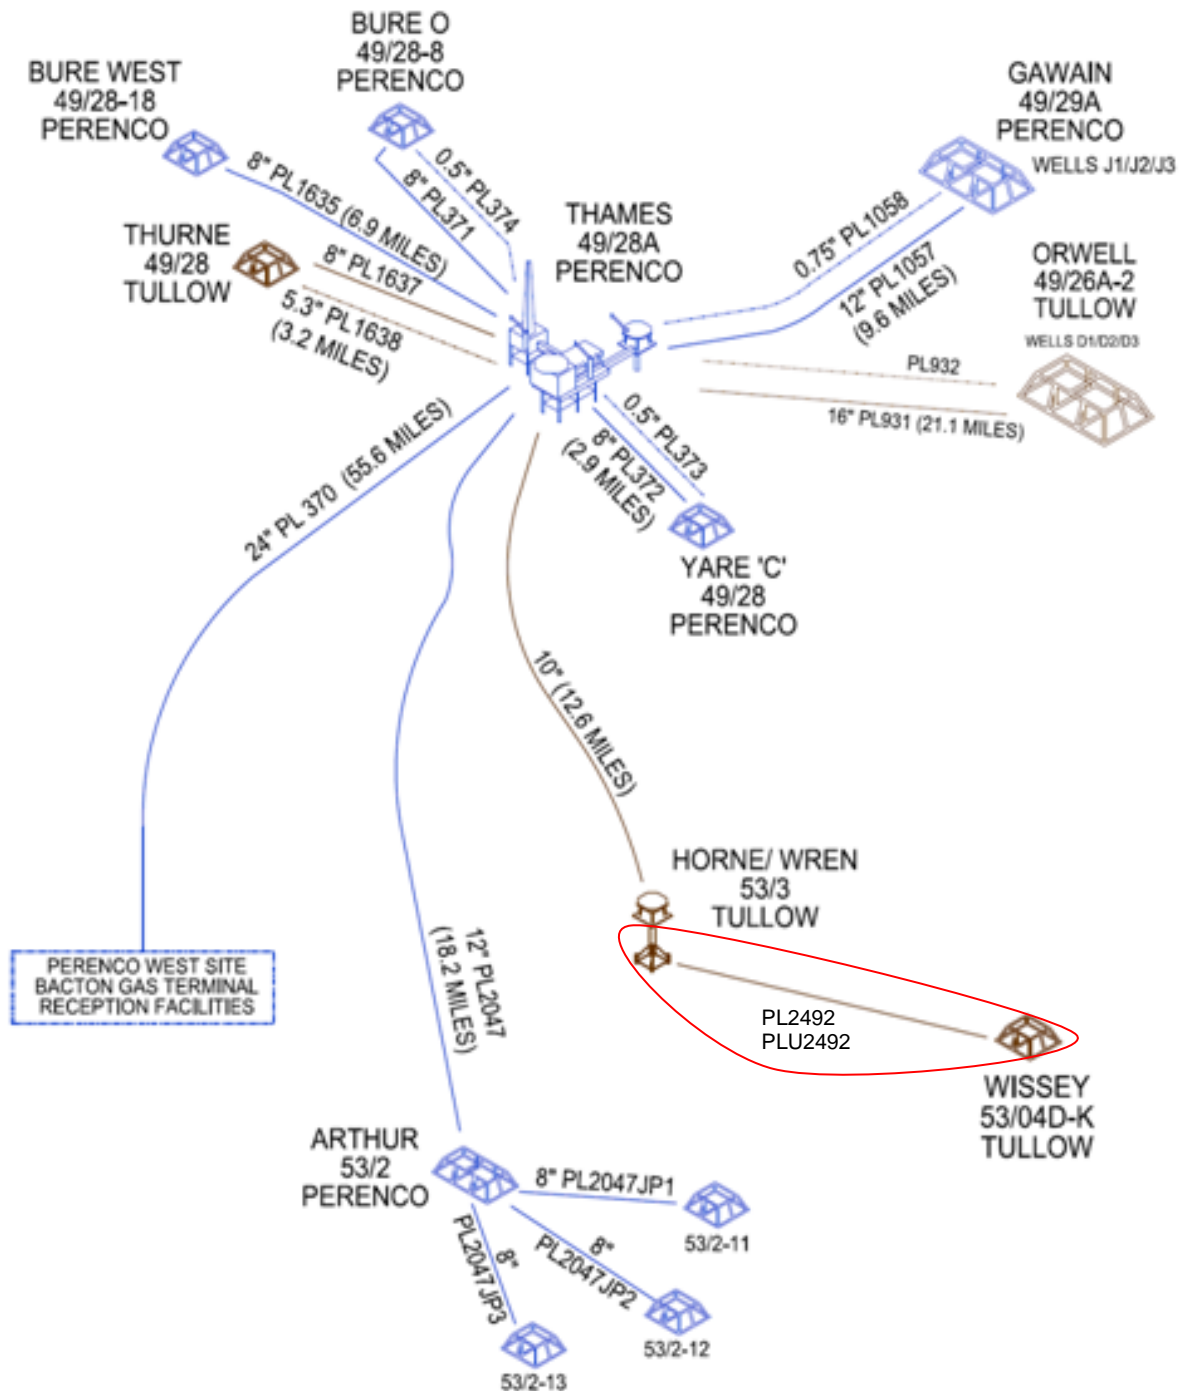 BURE O
49/28-8
PERENCO
BURE WEST
49/28-18
PERENCO
GAWAIN
49/29A
PERENCO
WELLS J1/J2/J3
8" PL1635 (6.9 MILES)
8" PL371
0.5" PL374
THAMES
49/28A
PERENCO
0.75" PL1058
12" PL1057
(9.6 MILES)
THURNE
49/28
TULLOW
8" PL1637
5.3" PL1638
(3.2 MILES)
ORWELL
49/26A-2
TULLOW
WELLS D1/D2/D3
PL932
16" PL931 (21.1 MILES)
0.5" PL373
8" PL372
(2.9 MILES)
24" PL 370 (55.6 MILES)
YARE 'C'
49/28
PERENCO
10" (12.6 MILES)
HORNE/ WREN
53/3
TULLOW
12" PL2047
(18.2 MILES)
PERENCO WEST SITE
BACTON GAS TERMINAL
RECEPTION FACILITIES
PL2492
PLU2492
WISSEY
53/04D-K
TULLOW
ARTHUR
53/2
PERENCO
8" PL2047JP1
53/2-11
8"
PL2047JP2
53/2-12
8"
PL2047JP3
53/2-13